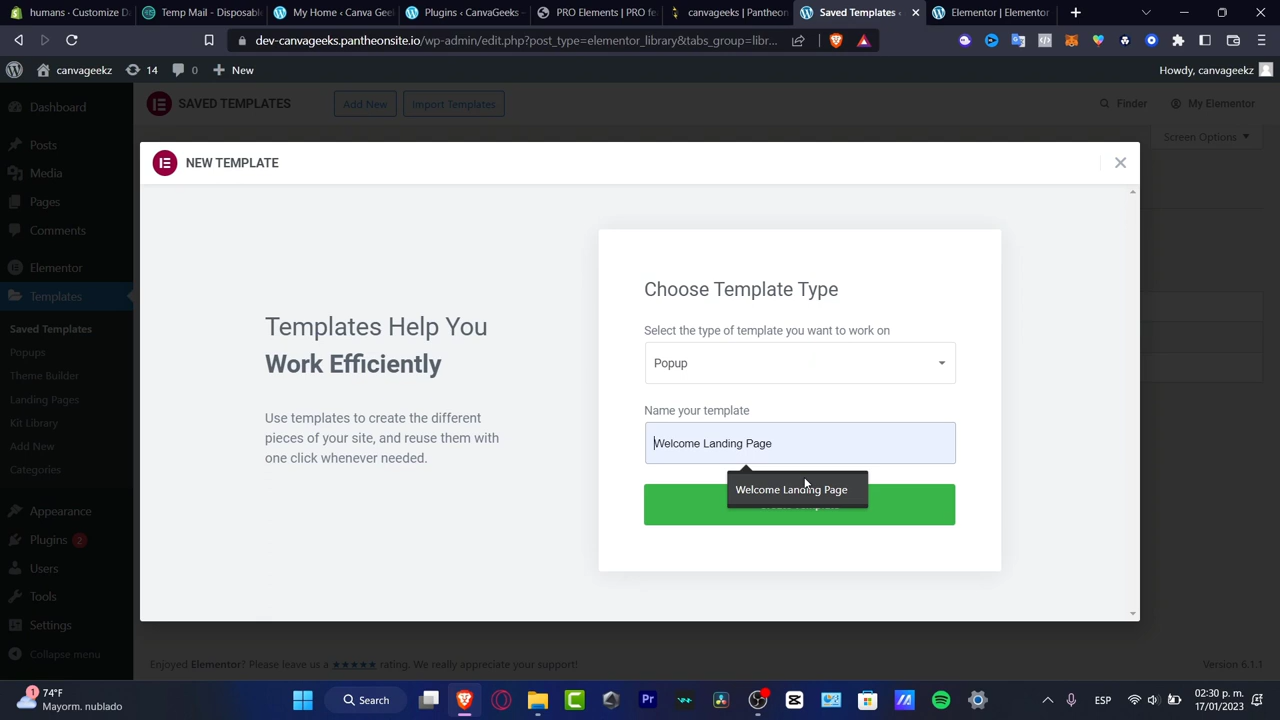 humans · Customize D
Temp Mail - Disposab
My Home ‹ Canva Gee
Plugins ‹ CanvaGeeks —
PRO Elements | PRO fe
canvageeks | Pantheon
Saved Templates ‹
Elementor | Elementor
dev-canvageeks.pantheonsite.io/wp-admin/edit.php?post_type=elementor_library&tabs_group=libr...
canvageekz
14
0
New
Howdy, canvageekz
Dashboard
Posts
Media
Pages
Comments
Elementor
Templates
Saved Templates
Popups
Theme Builder
Landing Pages
Kit Library
Add New
Categories
Appearance
Plugins 2
Users
Tools
Settings
Collapse menu
SAVED TEMPLATES
Add New
Import Templates
Finder
My Elementor
Screen Options
NEW TEMPLATE
Templates Help You
Work Efficiently
Use templates to create the different
pieces of your site, and reuse them with
one click whenever needed.
Choose Template Type
Select the type of template you want to work on
Popup
Name your template
Welcome Landing Page
Welcome Landing Page
Enjoyed Elementor? Please leave us a ★★★★★ rating. We really appreciate your support!
Version 6.1.1
1
74°F
Mayorm. nublado
Search
Pr
ESP
02:30 p. m.
17/01/2023